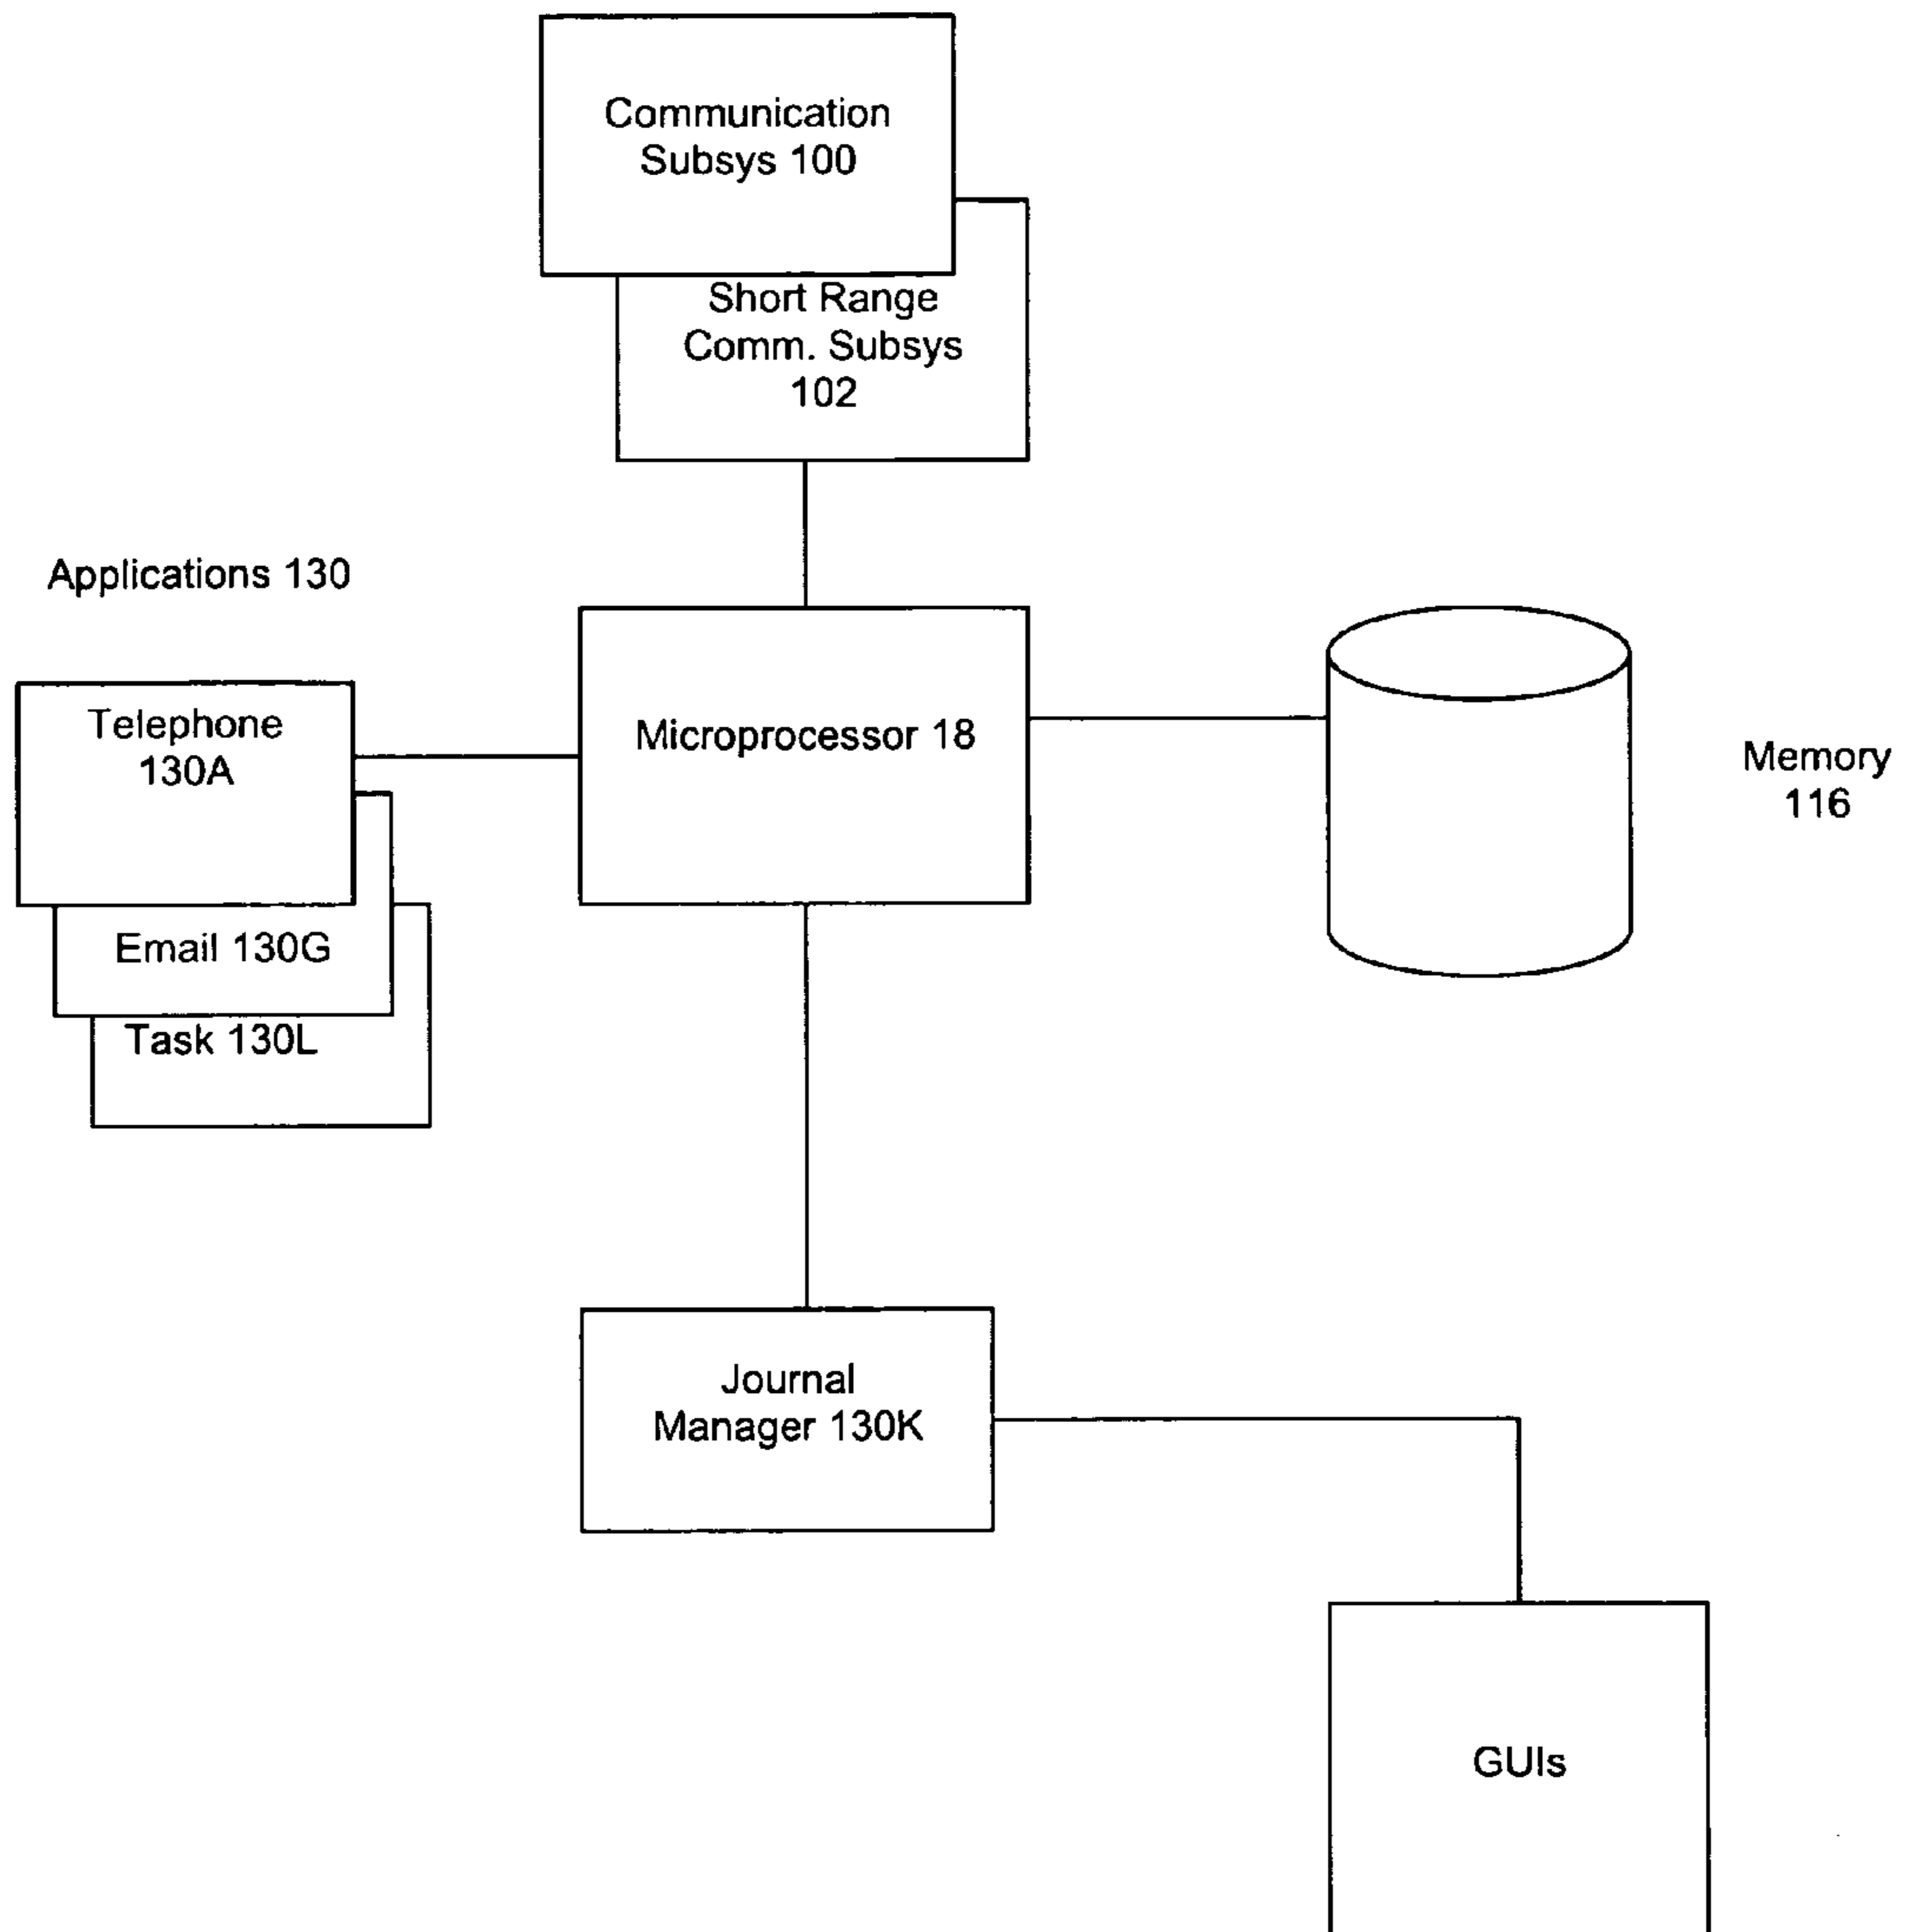 Communication
Subsys 100
Short Range
Comm. Subsys
102
Applications 130
Telephone
130A
Email 130G
Task 130L
Microprocessor 18
Memory
116
Journal
Manager 130K
GUIs